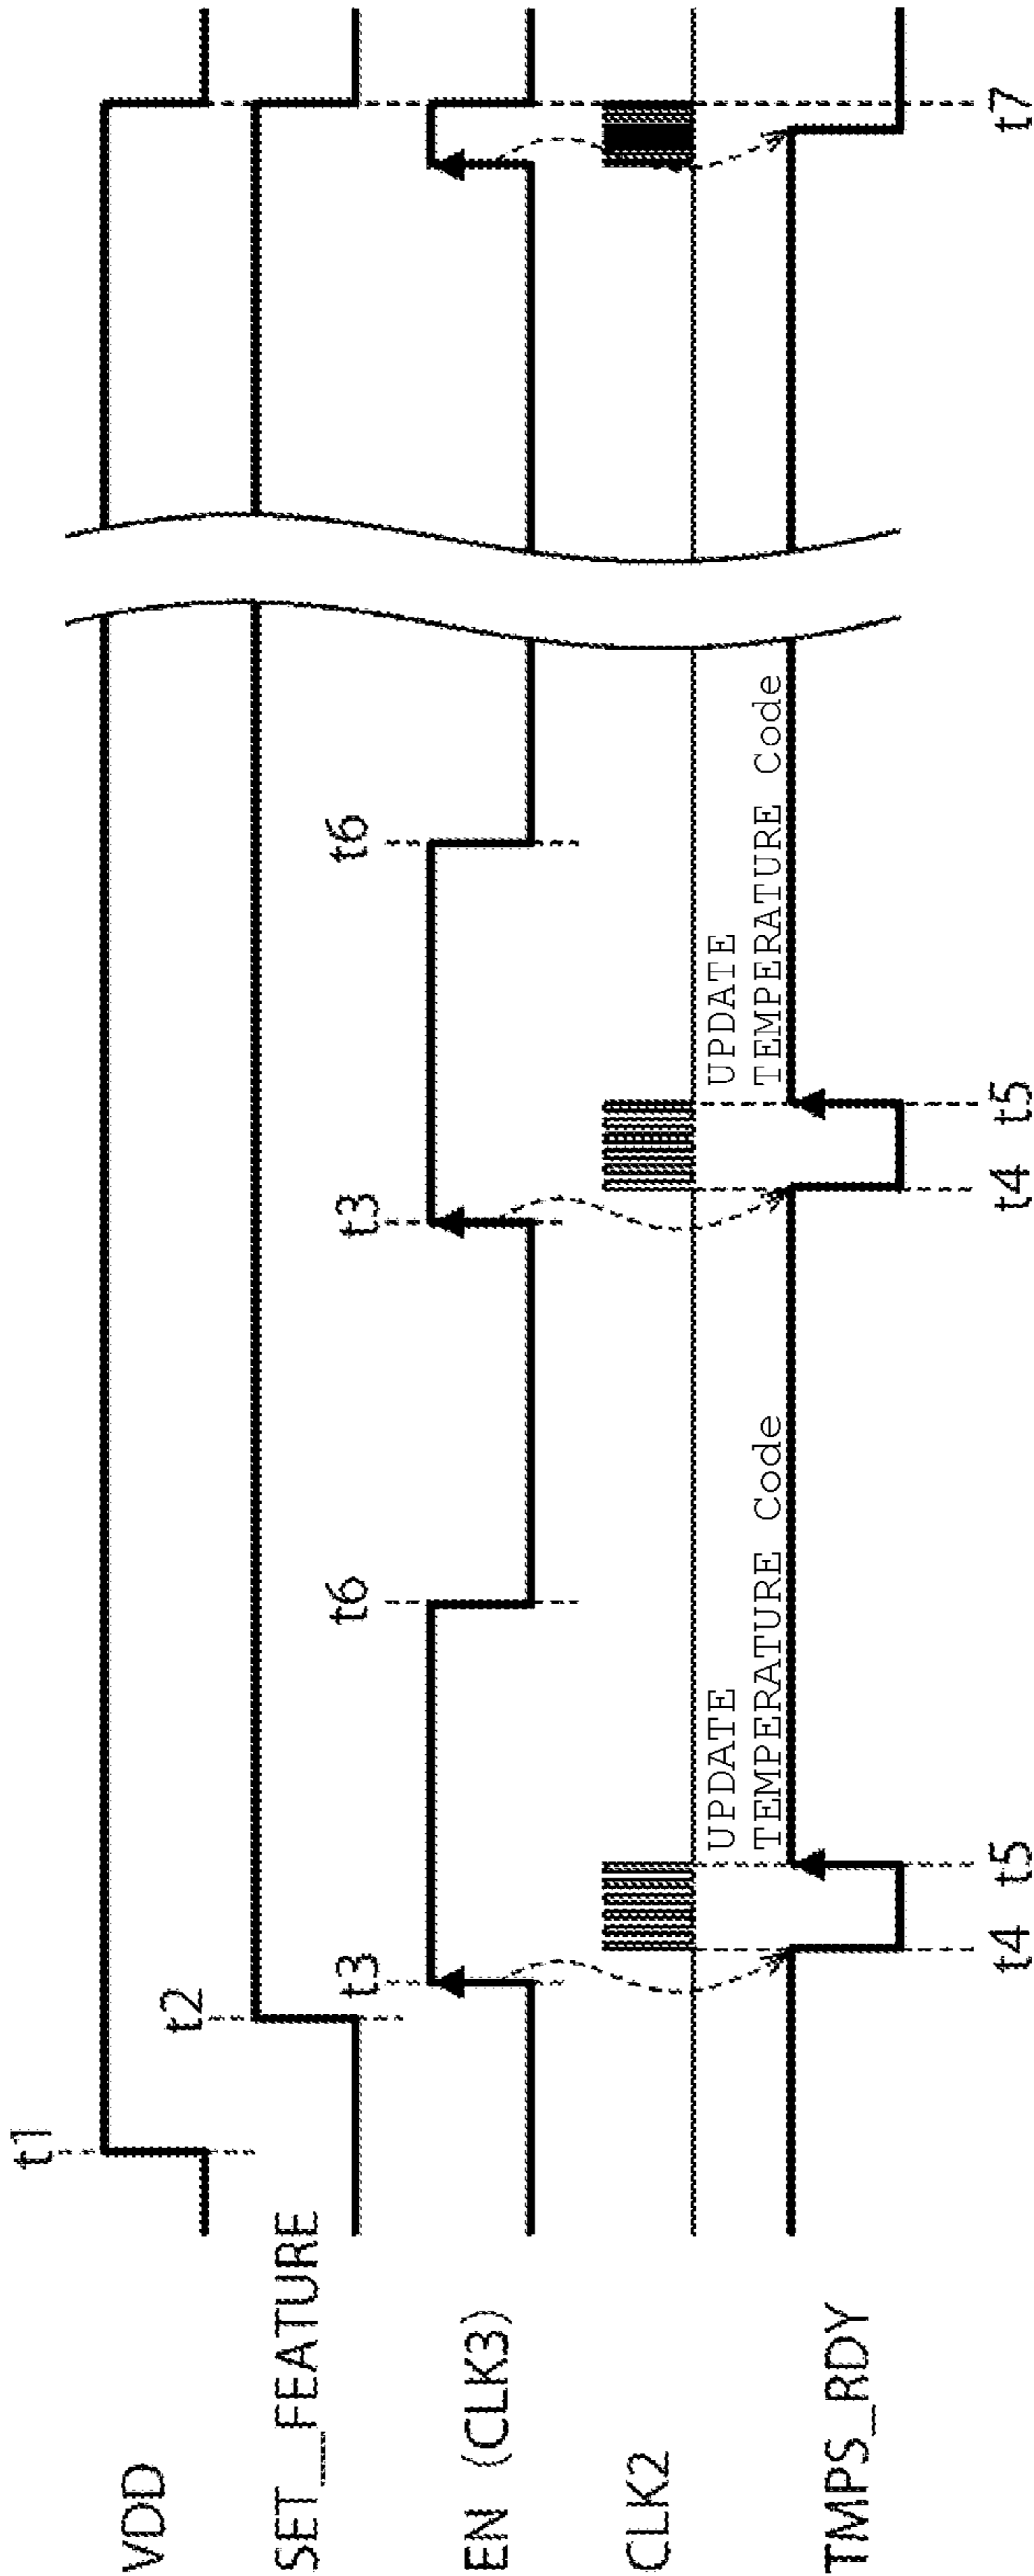 t1
VDD
t2
SET_FEATURE
t3
t6
t3
t6
EN (CLK3)
CLK2
UPDATE
TEMPERATURE Code
UPDATE
TEMPERATURE Code
TMPS_RDY
t4
t5
t4
t5
t7